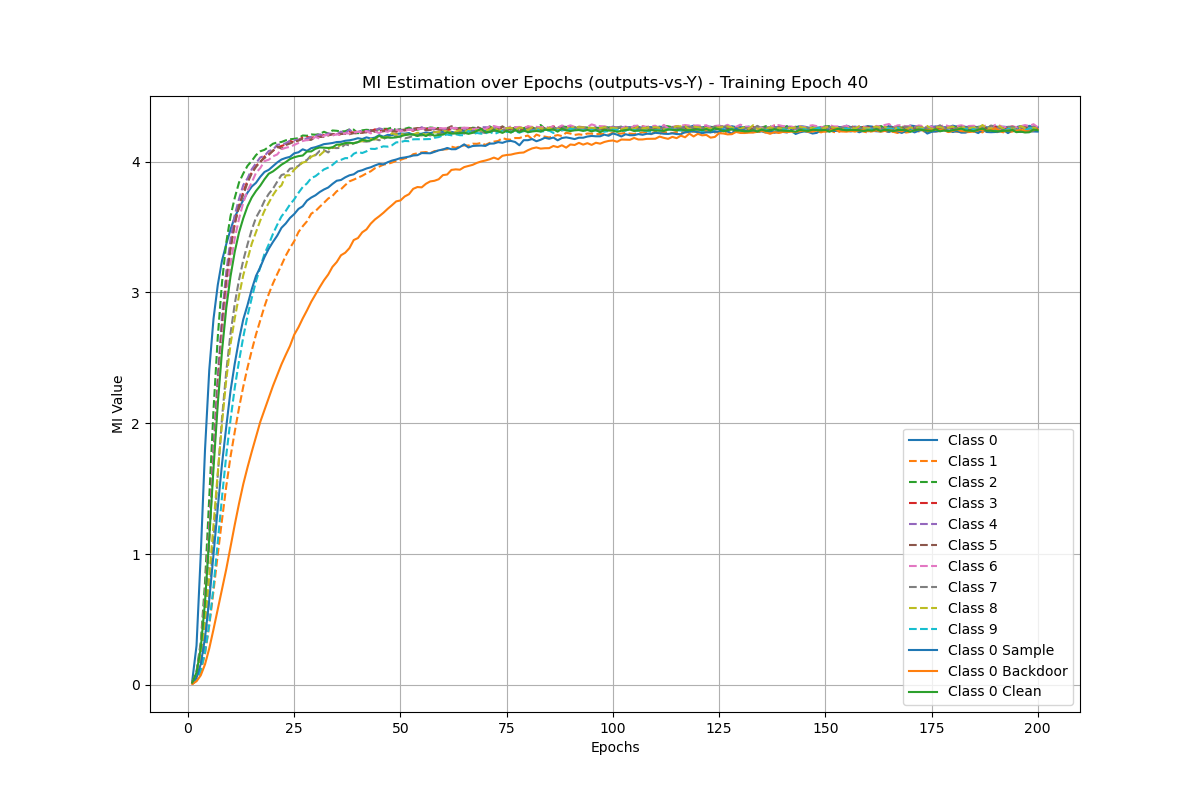 MI Estimation over Epochs (outputs-vs-Y) - Training Epoch 40
MI Value
4
3
2
1
0
0 25 50 75 100 125 150 175 200
Epochs
Class 0
Class 1
Class 2
Class 3
Class 4
Class 5
Class 6
Class 7
Class 8
Class 9
Class 0 Sample
Class 0 Backdoor
Class 0 Clean